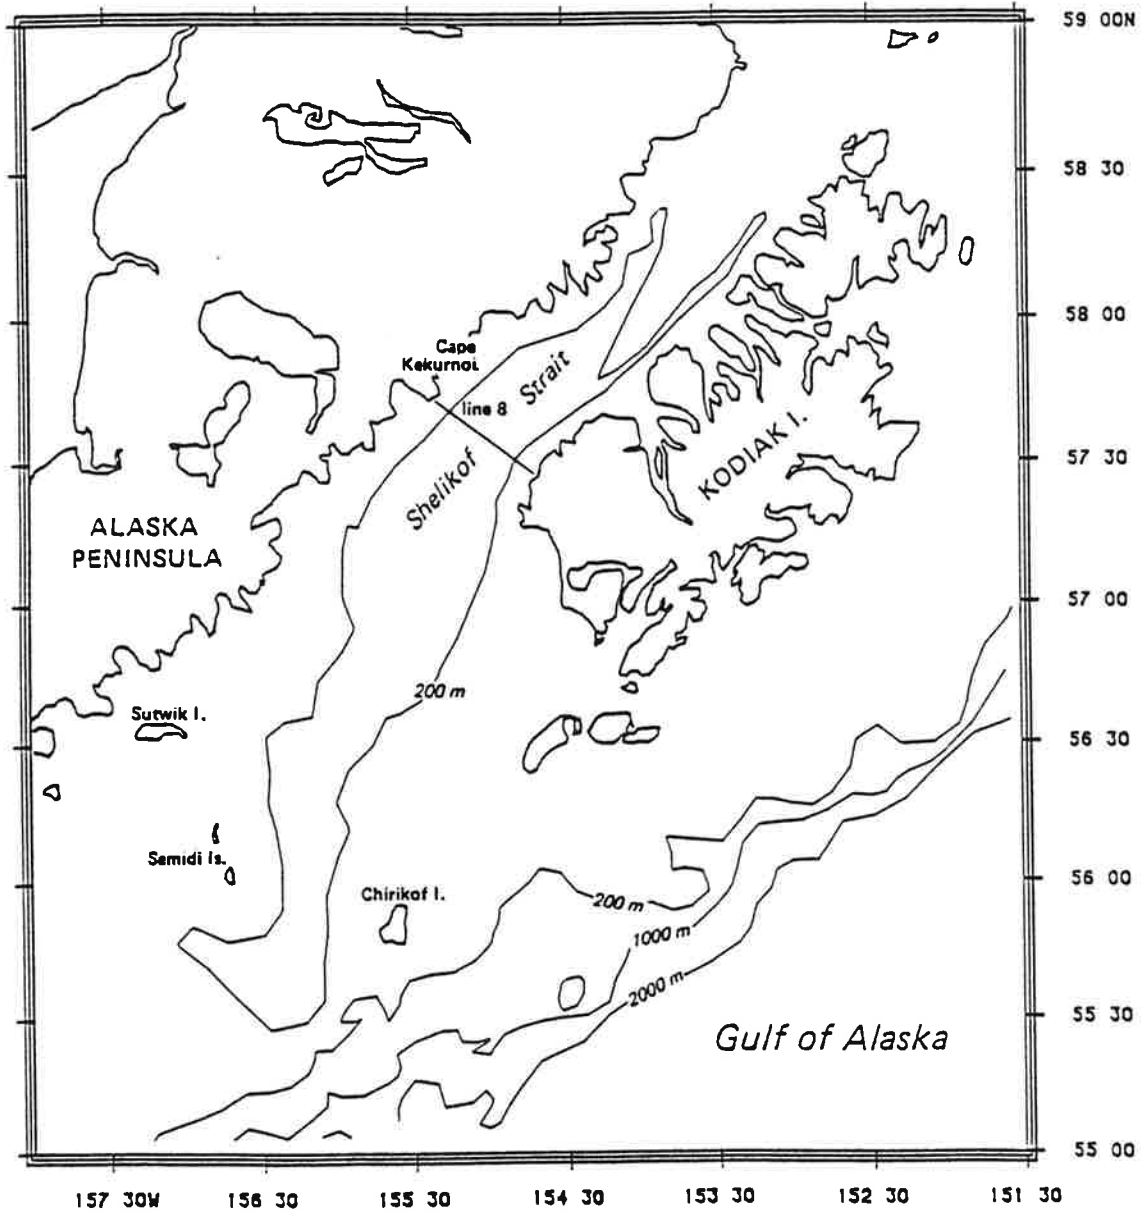 59 00N
58 30
58 00
Cape
Kekurnoi
Strait
line 8
KODIAK I.
57 30
Shelikof
ALASKA
PENINSULA
57 00
200 m
Sutwik I.
56 30
Semidi Is.
56 00
Chirikof I.
200 m
1000 m
2000 m
55 30
Gulf of Alaska
55 00
157 30W 156 30 155 30 154 30 153 30 152 30 151 30